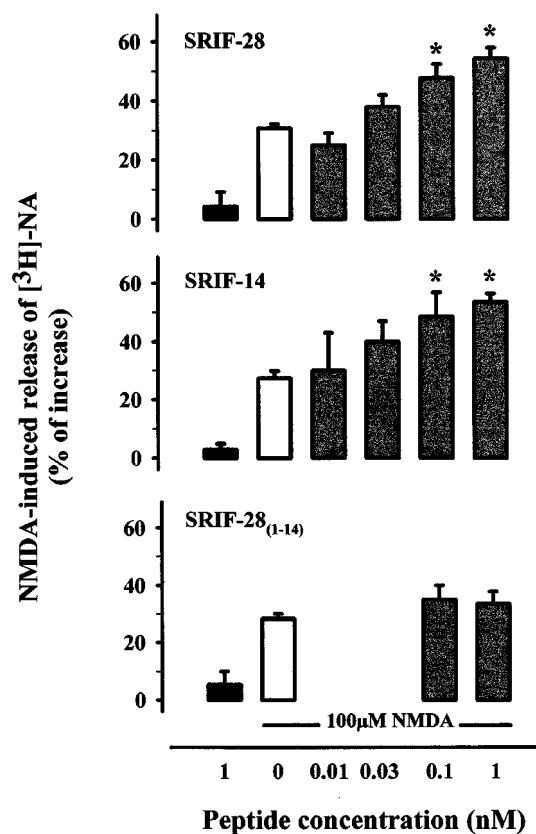 NMDA-induced release of [³H]-NA
(% of increase)
SRIF-28
60
40
20
0
* *
SRIF-14
60
40
20
0
* *
SRIF-28(1-14)
60
40
20
0
100μM NMDA
1 0 0.01 0.03 0.1 1
Peptide concentration (nM)